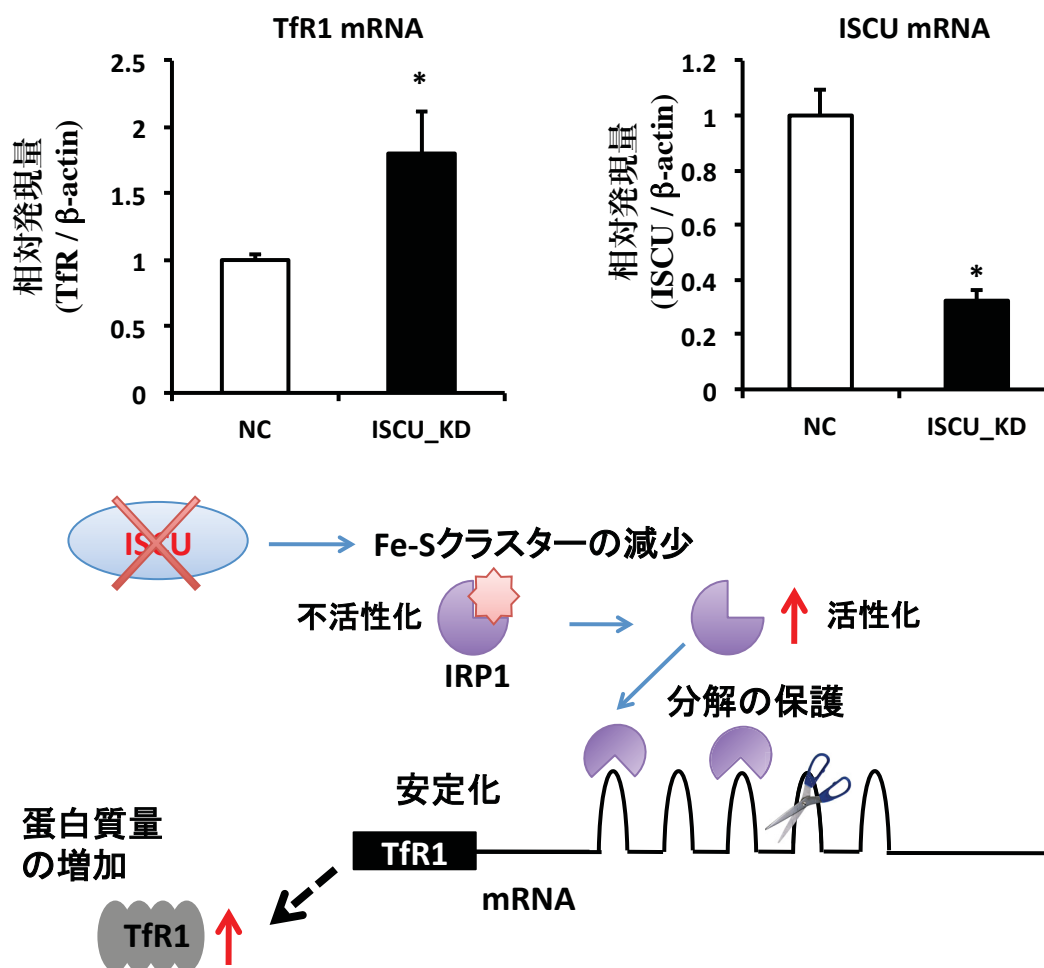 TfR1 mRNA
相対発現量
(TfR / β-actin)
2.5
2
1.5
1
0.5
0
*
NC
ISCU_KD
ISCU mRNA
相対発現量
(ISCU / β-actin)
1.2
1
0.8
0.6
0.4
0.2
0
*
NC
ISCU_KD
ISCU
Fe-Sクラスターの減少
不活性化
IRP1
活性化
分解の保護
安定化
TfR1
mRNA
蛋白質量
の増加
TfR1